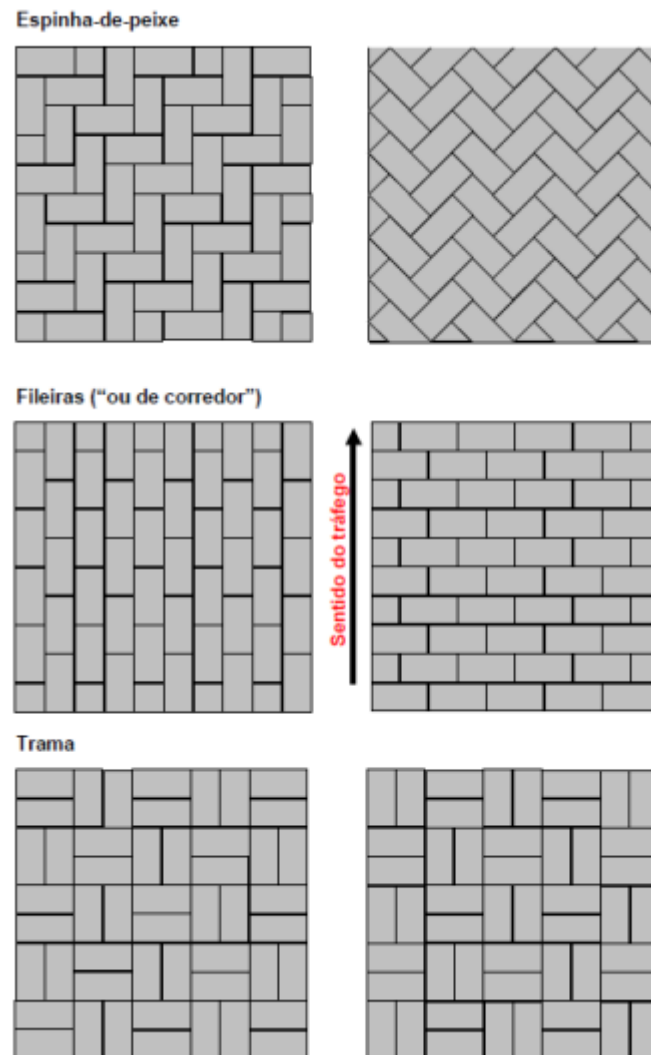 Espinha-de-peixe
Fileiras (“ou de corredor”)
Sentido do tráfego
Trama